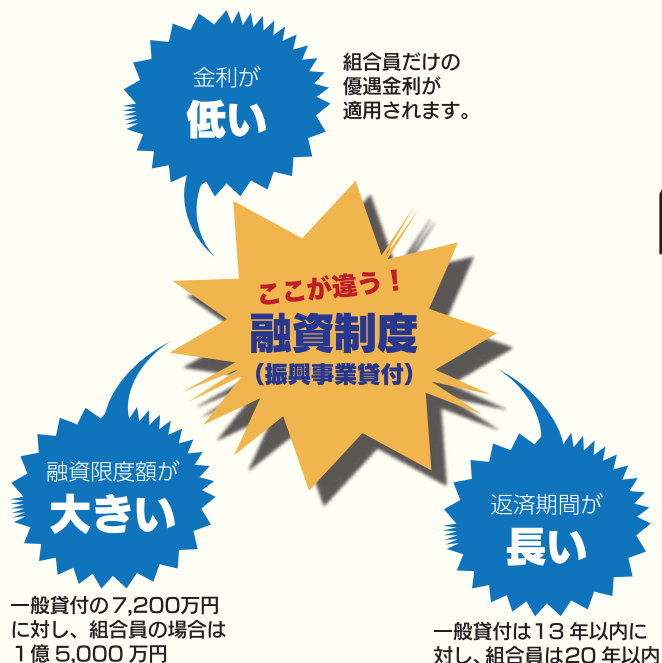 金利が
低い
組合員だけの
優遇金利が
適用されます。
ここが違う！
融資制度
（振興事業貸付）
融資限度額が
大きい
一般貸付の7,200万円
に対し、組合員の場合は
１億5,000万円
返済期間が
長い
一般貸付は13年以内に
対し、組合員は20年以内